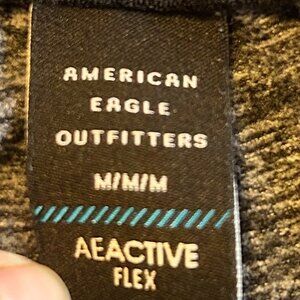 AMERICAN
EAGLE
OUTFITTERS
M/M/M
AEACTIVE
FLEX